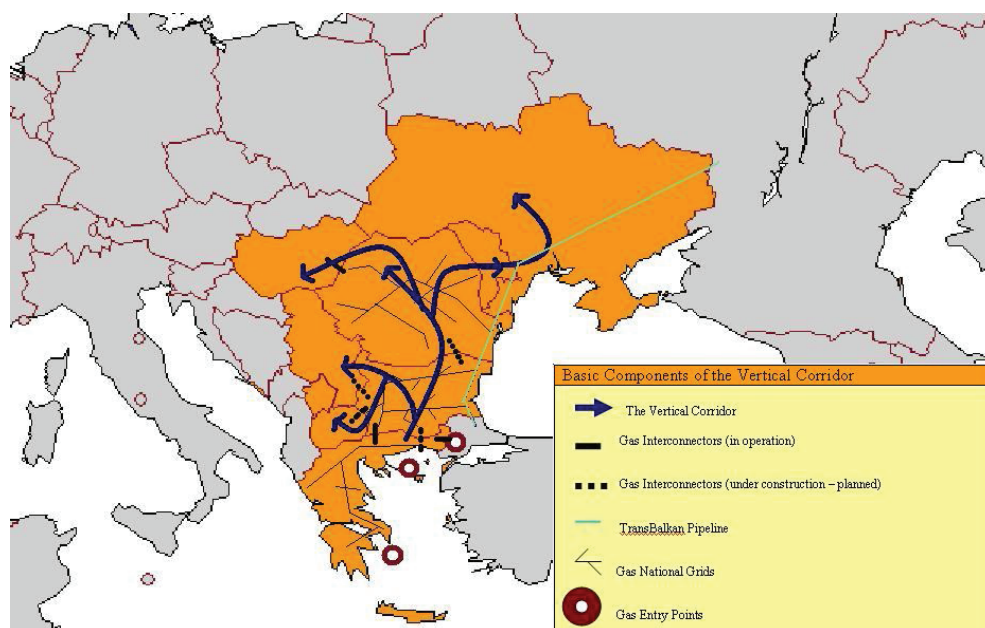 Basic Components of the Vertical Corridor
The Vertical Corridor
Gas Interconnectors (in operation)
Gas Interconnectors (under construction – planned)
TransBalkan Pipeline
Gas National Grids
Gas Entry Points